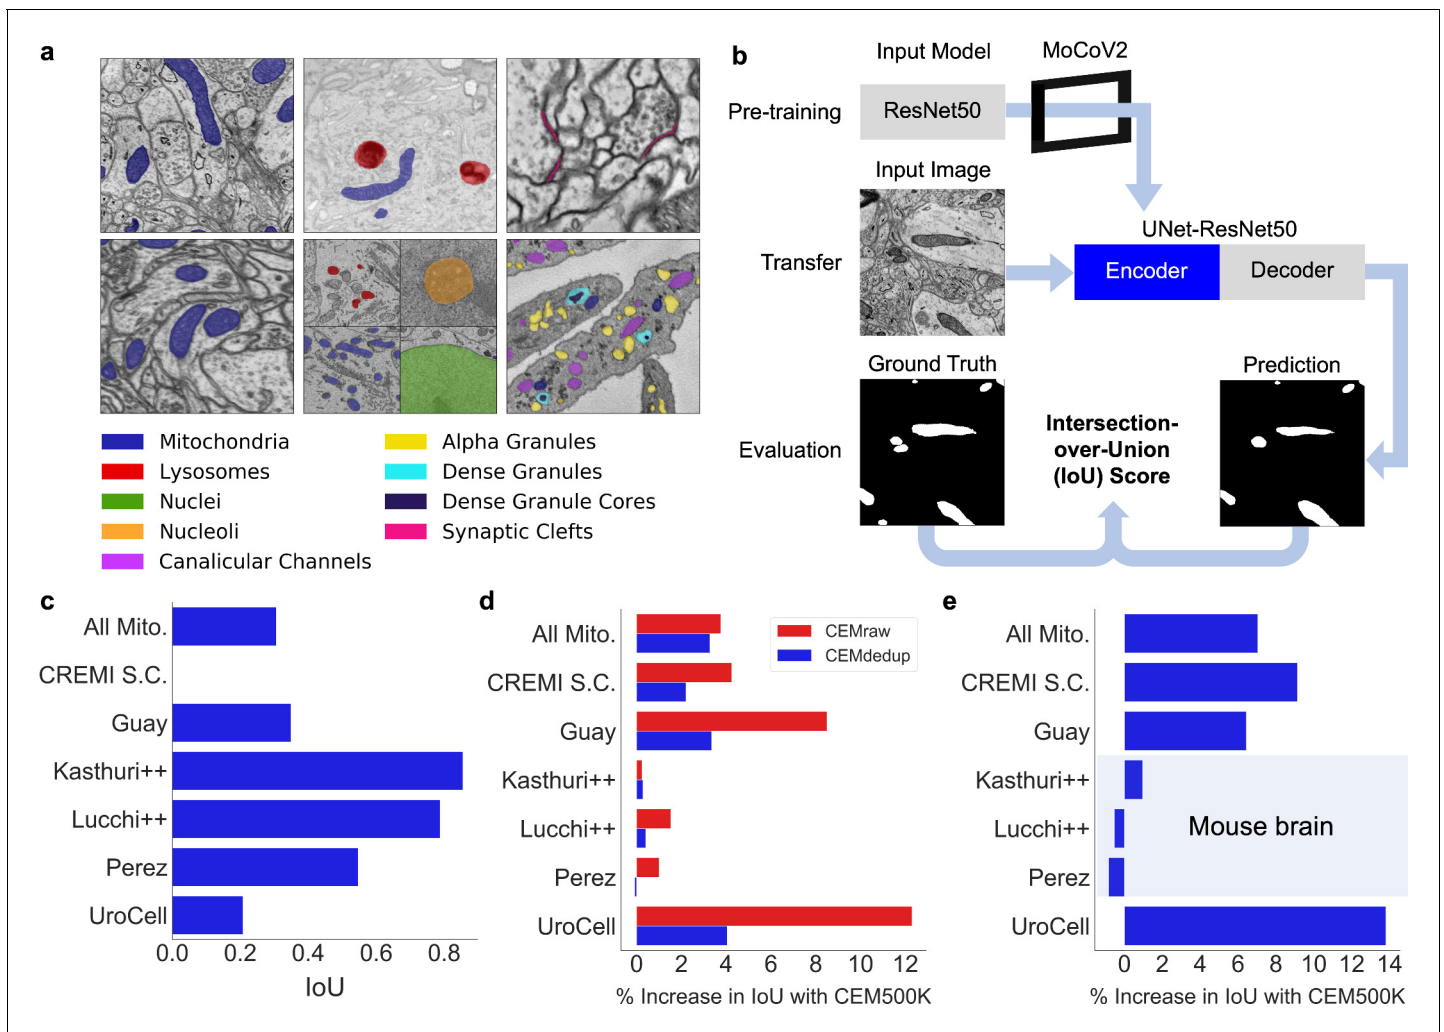 a
Mitochondria
Lysosomes
Nuclei
Nucleoli
Canalicular Channels
Alpha Granules
Dense Granules
Dense Granule Cores
Synaptic Clefts
b
Input Model
MoCoV2
Pre-training
ResNet50
Input Image
Transfer
UNet-ResNet50
Encoder
Decoder
Ground Truth
Prediction
Evaluation
Intersection-
over-Union
(IoU) Score
c
All Mito.
CREMI S.C.
Guay
Kasthuri++
Lucchi++
Perez
UroCell
0.0 0.2 0.4 0.6 0.8
IoU
d
CEMraw
CEMdedup
All Mito.
CREMI S.C.
Guay
Kasthuri++
Lucchi++
Perez
UroCell
0 2 4 6 8 10 12
% Increase in IoU with CEM500K
e
All Mito.
CREMI S.C.
Guay
Kasthuri++
Lucchi++
Perez
UroCell
Mouse brain
0 2 4 6 8 10 12 14
% Increase in IoU with CEM500K